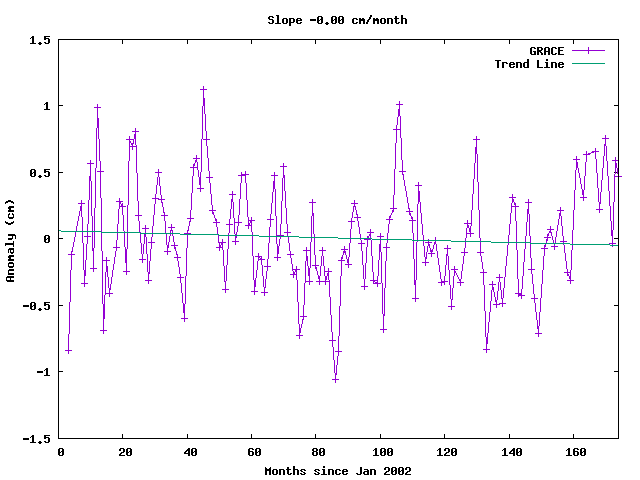 Slope -0.00 cm/month
GRACE
Trend Line
1.5
1
0.5
0
-0.5
-1
-1.5
Anomaly (cm)
0 20 40 60 80 100 120 140 160
Months since Jan 2002